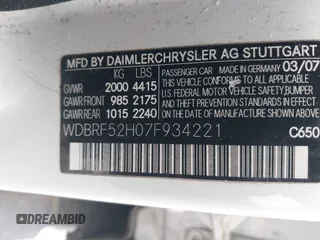 MFD BY DAIMLERCHRYSLER AG STUTTGART
KG LBS PASSENGER CAR MADE IN GERMANY 03/07
GVWR 2000 4415
GAWR FRONT 985 2175
GAWR REAR 1015 2240
THIS VEHICLE CONFORMS TO ALL APPLICABLE
FEDERAL MOTOR VEHICLE SAFETY, BUMPER,
AND THEFT PREVENTION STANDARDS IN
EFFECT ON THE DATE OF MANUFACTURE
SHOWN ABOVE.
WDBRF52H07F934221
C650
© DREAMBID